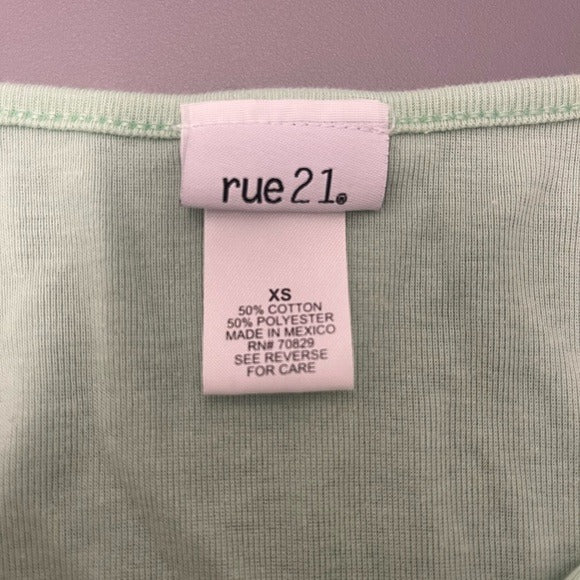 rue21®
XS
50% COTTON
50% POLYESTER
MADE IN MEXICO
RN# 70829
SEE REVERSE
FOR CARE